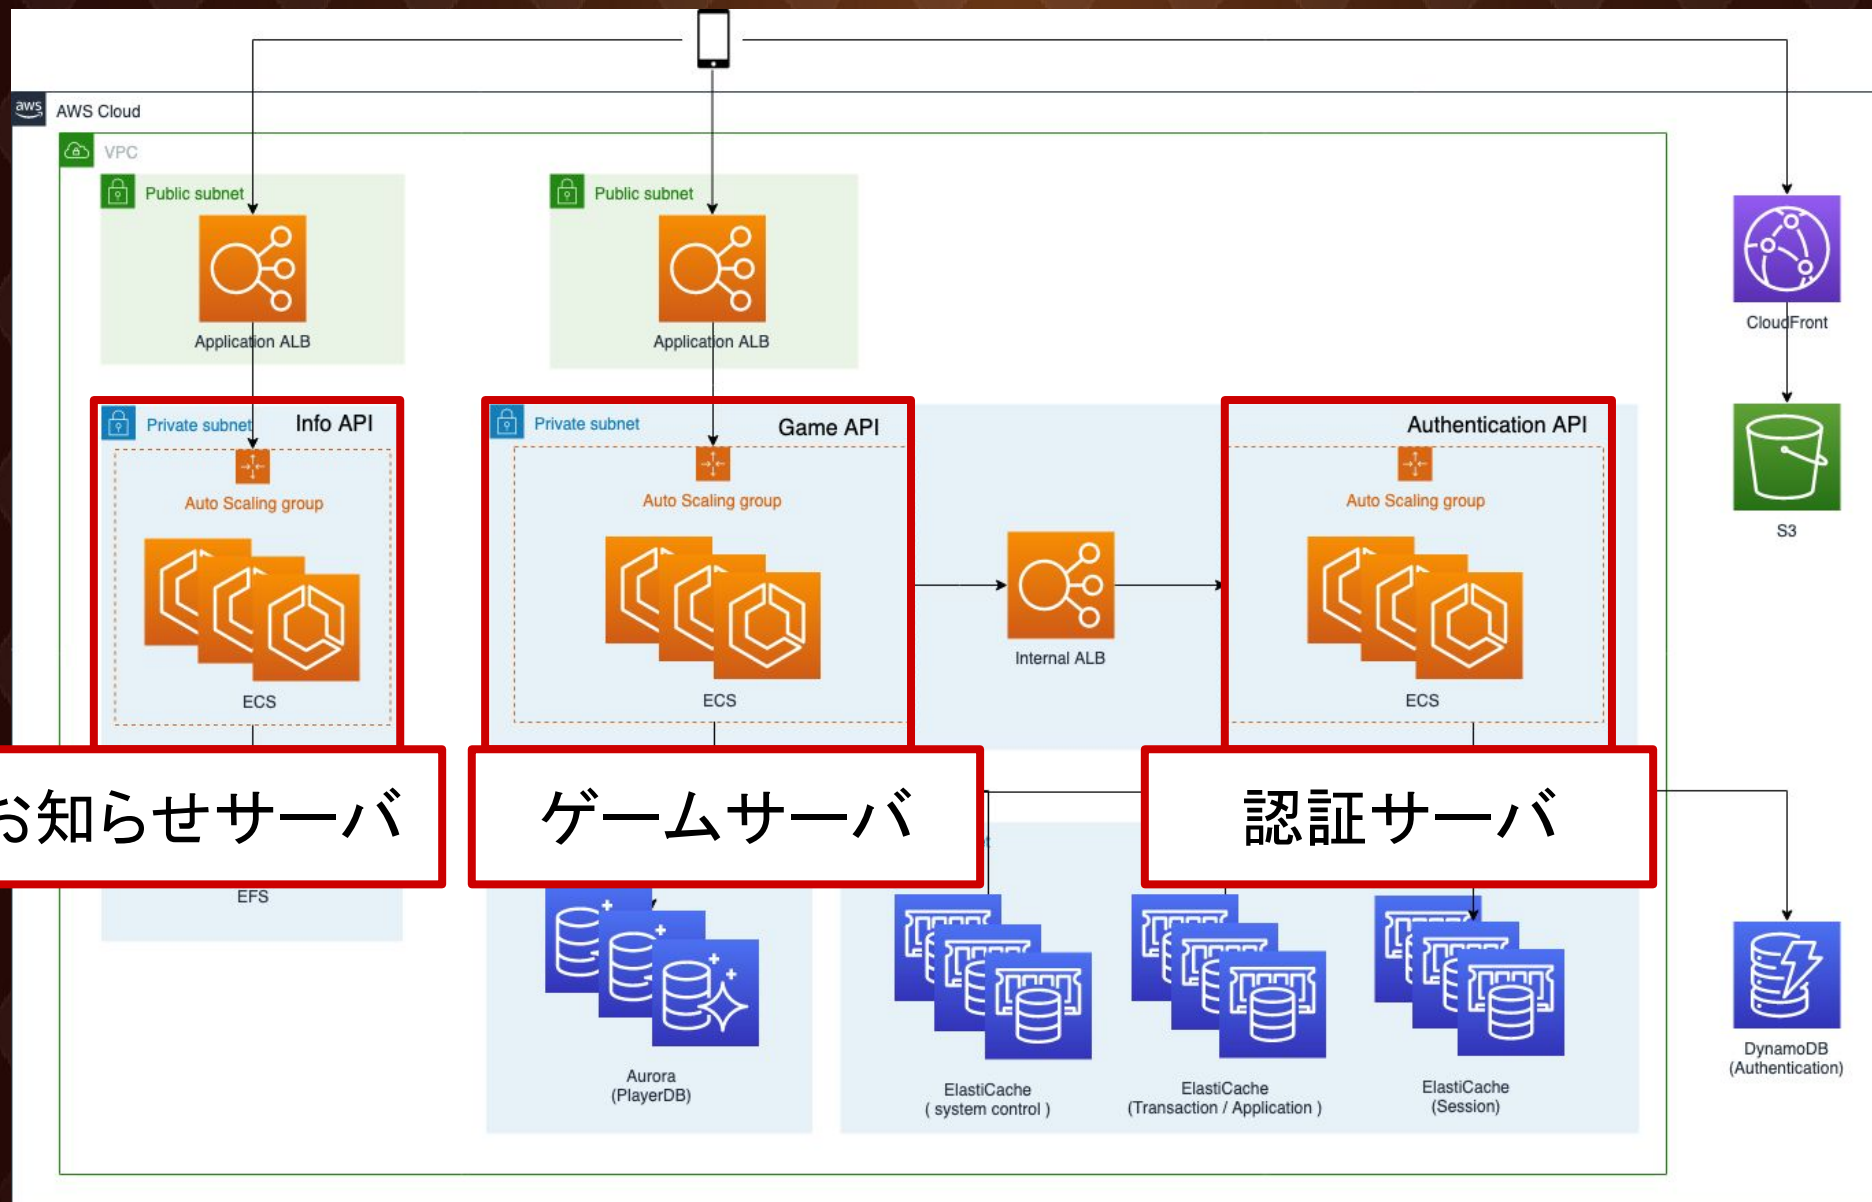 aws
AWS Cloud
VPC
Public subnet
Public subnet
Application ALB
Application ALB
CloudFront
Private subnet
Info API
Private subnet
Game API
Authentication API
Auto Scaling group
Auto Scaling group
Auto Scaling group
S3
Internal ALB
ECS
ECS
ECS
お知らせサーバ
ゲームサーバ
認証サーバ
EFS
Aurora
(PlayerDB)
ElastiCache
( system control )
ElastiCache
(Transaction / Application )
ElastiCache
(Session)
DynamoDB
(Authentication)